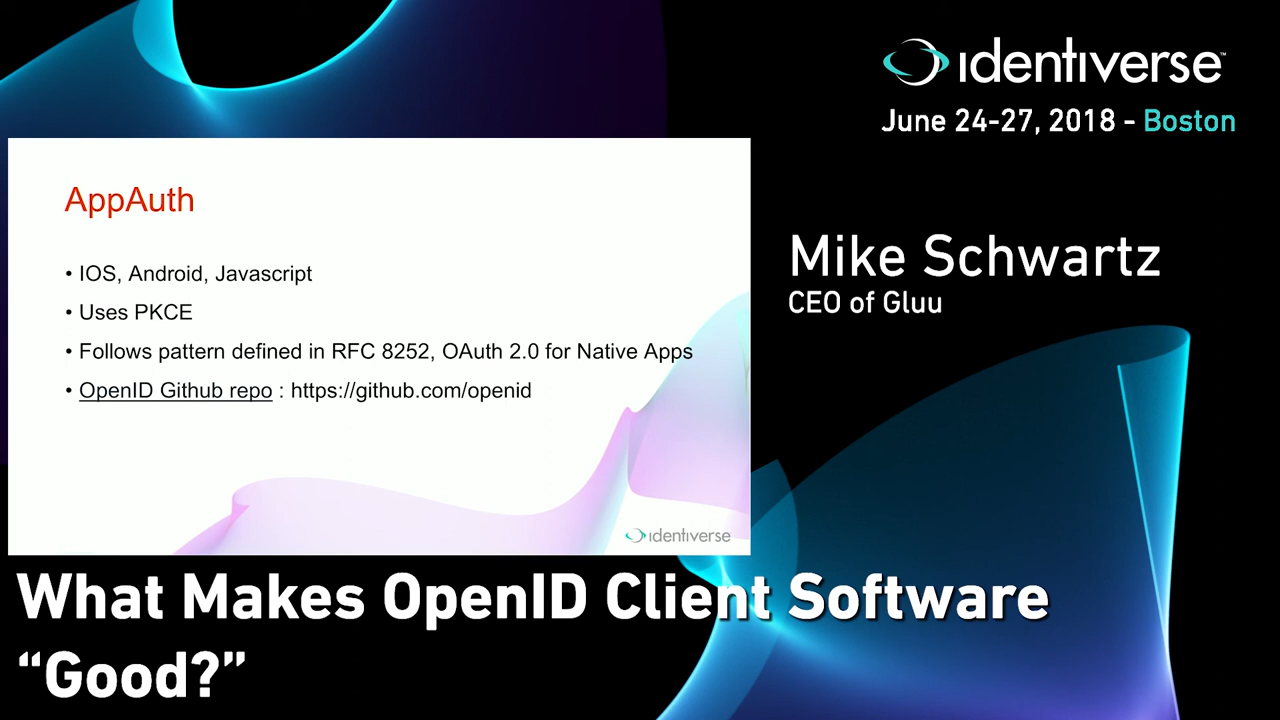 identiverse™
June 24-27, 2018 - Boston
AppAuth
• IOS, Android, Javascript
• Uses PKCE
• Follows pattern defined in RFC 8252, OAuth 2.0 for Native Apps
• OpenID Github repo : https://github.com/openid
identiverse
Mike Schwartz
CEO of Gluu
What Makes OpenID Client Software
“Good?”